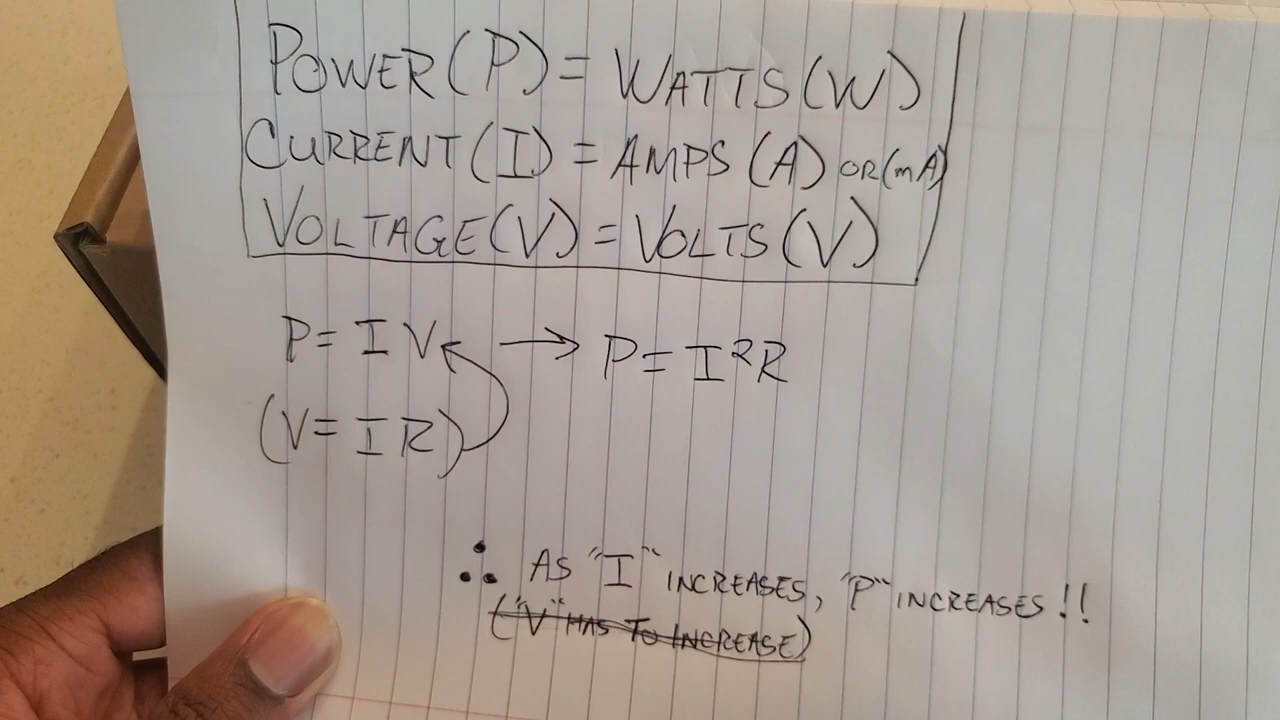 POWER(P) = WATTS(W)
CURRENT(I) = AMPS (A) OR(mA)
VOLTAGE(V) = VOLTS (V)
P= IV → P= I²R
(V= IR)
∴ AS "I" INCREASES, "P" INCREASES!!
("V" HAS TO INCREASE)